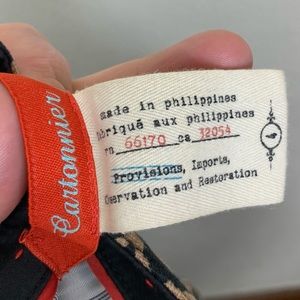 Cartonnier
made in philippines
fabriqué aux philippines
rn 66170 ca 32054
Provisions, Imports,
Observation and Restoration